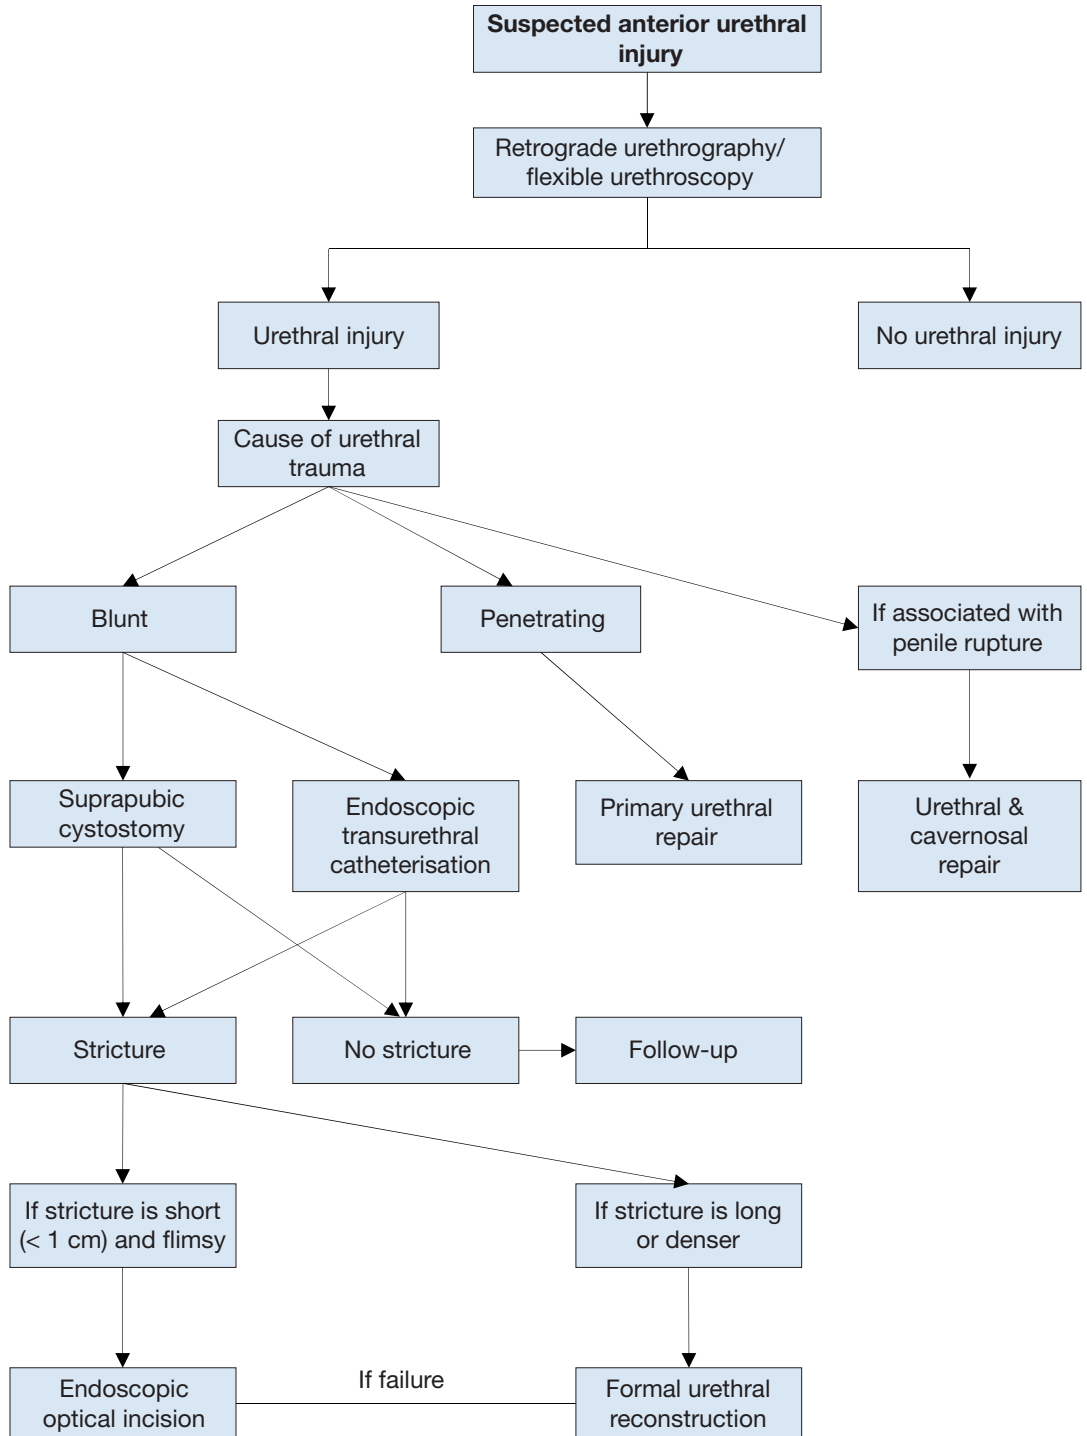 Suspected anterior urethral
injury
Retrograde urethrography/
flexible urethroscopy
Urethral injury
No urethral injury
Cause of urethral
trauma
Blunt
Penetrating
If associated with
penile rupture
Suprapubic
cystostomy
Endoscopic
transurethral
catheterisation
Primary urethral
repair
Urethral &
cavernosal
repair
Stricture
No stricture
Follow-up
If stricture is short
(< 1 cm) and flimsy
If stricture is long
or denser
Endoscopic
optical incision
If failure
Formal urethral
reconstruction